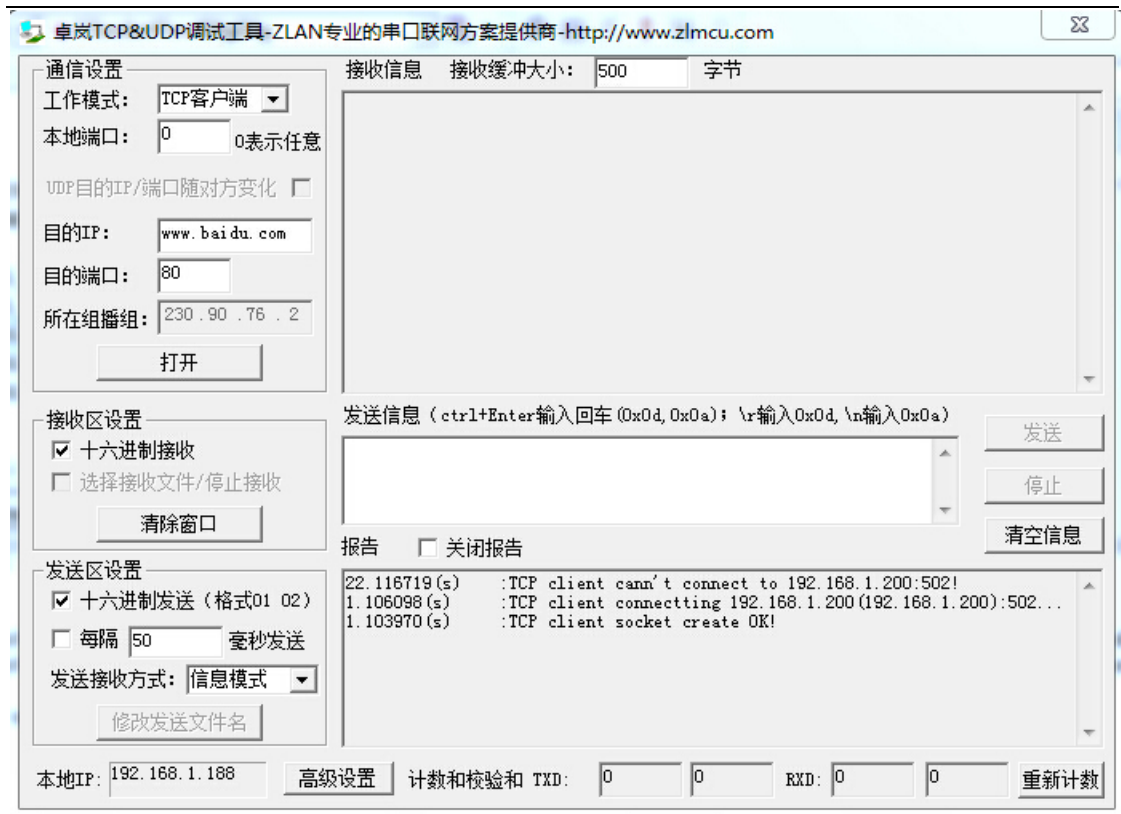 卓岚TCP&UDP调试工具-ZLAN专业的串口联网方案提供商-http://www.zlmcu.com
通信设置
工作模式： TCP客户端
本地端口： 0 0表示任意
UDP目的IP/端口随对方变化
目的IP： www.baidu.com
目的端口： 80
所在组播组： 230 .90 .76 . 2
打开
接收区设置
十六进制接收
选择接收文件/停止接收
清除窗口
发送区设置
十六进制发送（格式01 02）
每隔 50 毫秒发送
发送接收方式： 信息模式
修改发送文件名
接收信息 接收缓冲大小： 500 字节
发送信息（ctrl+Enter输入回车(0x0d,0x0a)；\r输入0x0d,\n输入0x0a）
发送
停止
清空信息
报告 关闭报告
22.116719(s) :TCP client cann't connect to 192.168.1.200:502!
1.106098(s) :TCP client connectting 192.168.1.200(192.168.1.200):502...
1.103970(s) :TCP client socket create OK!
本地IP: 192.168.1.188 高级设置 计数和校验和 TXD: 0 0 RXD: 0 0 重新计数